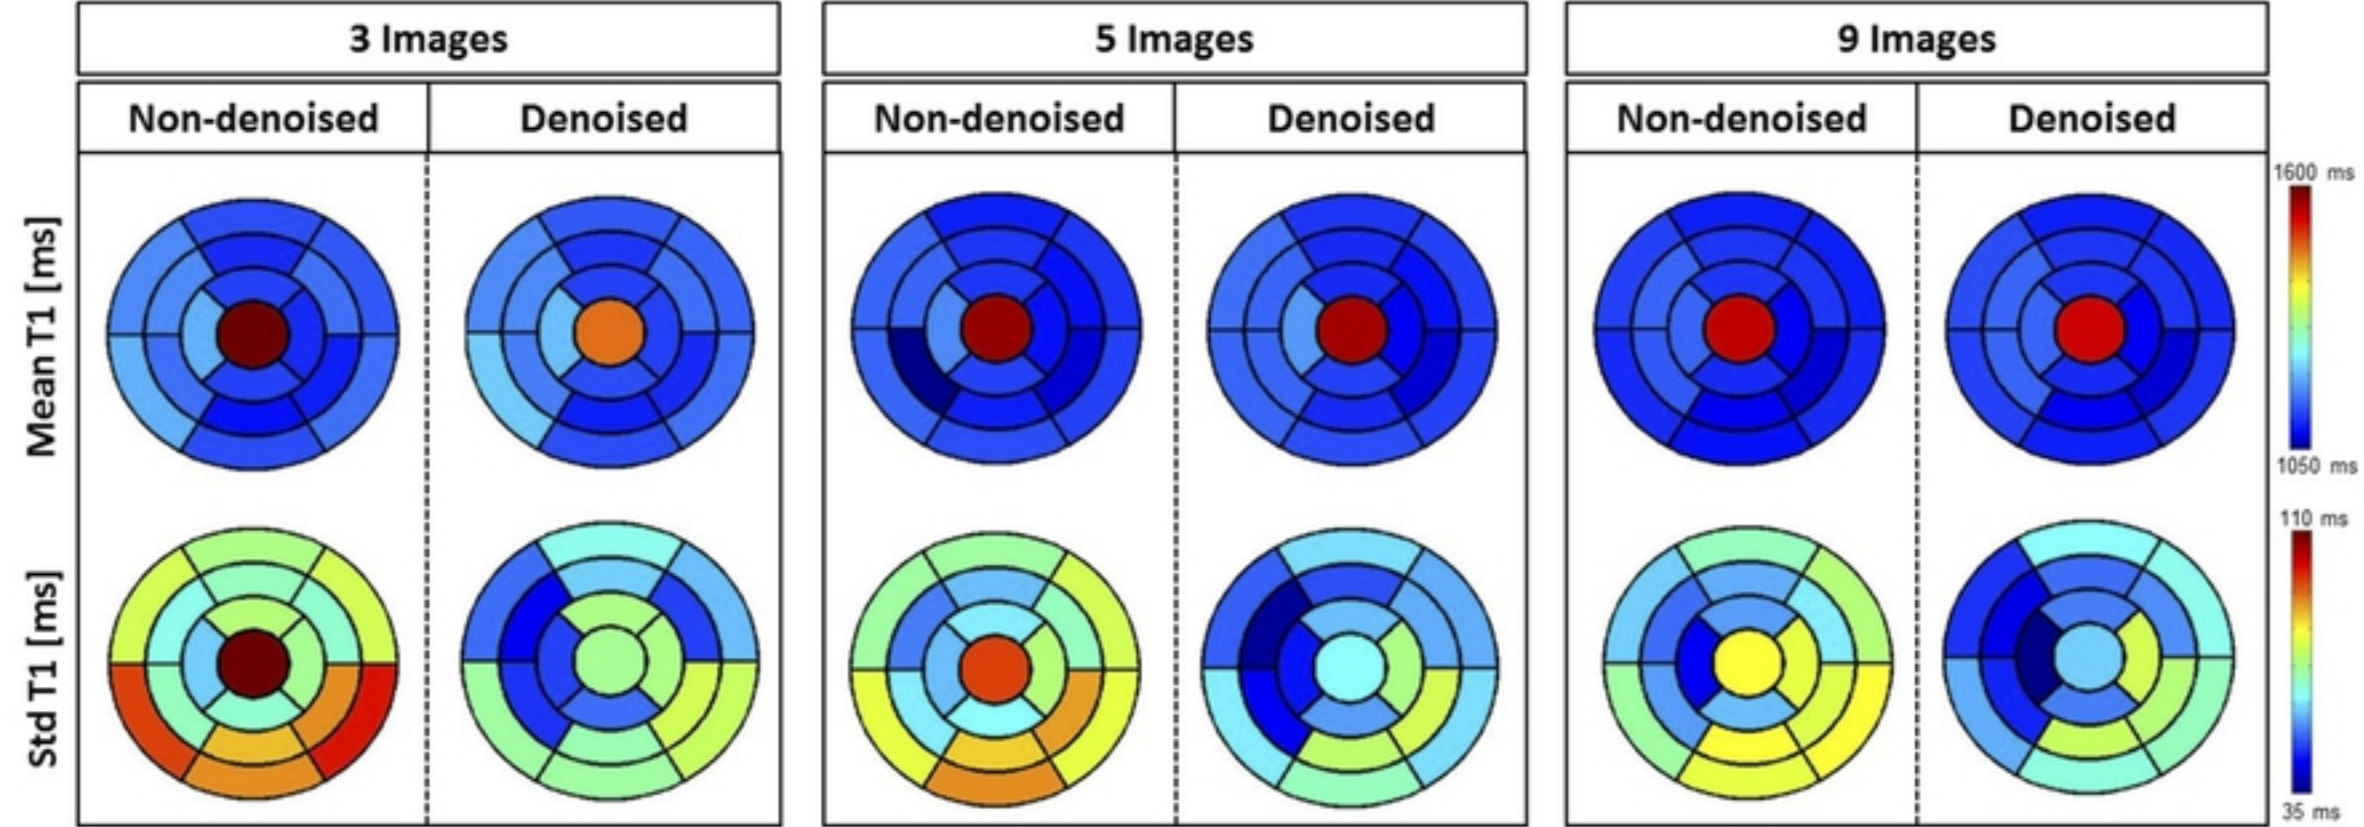 3 Images
5 Images
9 Images
Non-denoised
Denoised
Non-denoised
Denoised
Non-denoised
Denoised
Mean T1 [ms]
1600 ms
1050 ms
Std T1 [ms]
110 ms
35 ms